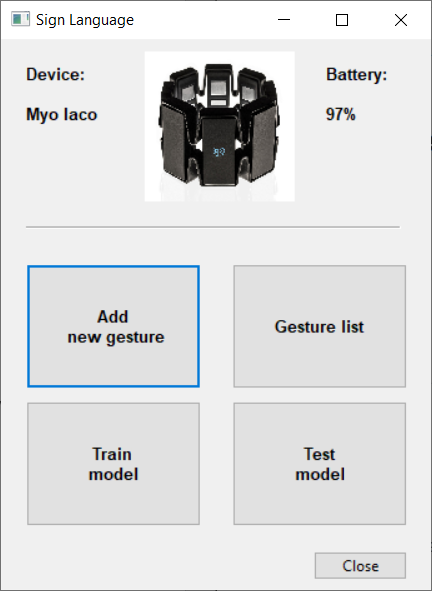 Sign Language
Device:
Battery:
Myo Iaco
97%
Add
new gesture
Gesture list
Train
model
Test
model
Close